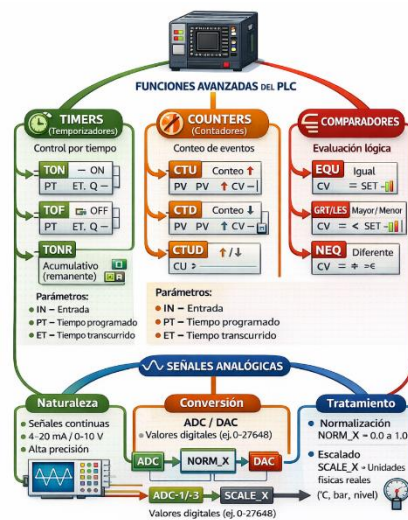 FUNCIONES AVANZADAS DEL PLC
TIMERS
(Temporizadores)
Control por tiempo
TON — ON
PT ET. Q —
TOF OFF
PT ET. Q —
TONR
Acumulativo
(remanente)
Parámetros:
• IN – Entrada
• PT – Tiempo programado
• ET – Tiempo transcurrido
COUNTERS
(Contadores)
Conteo de eventos
CTU Conteo ↑
PV PV ↑ CV —
CTD Conteo ↓
PV PV ↑ CV —
CTUD ↑ / ↓
CU
Parámetros:
• IN – Entrada
• PT – Tiempo programado
• ET – Tiempo transcurrido
COMPARADORES
Evaluación lógica
EQU Igual
CV = SET
GRT/LES Mayor/Menor
CV = < SET
NEQ Diferente
CV =
SEÑALES ANALÓGICAS
Naturaleza
• Señales continuas
• 4–20 mA / 0–10 V
• Alta precisión
Conversión
ADC / DAC
• Valores digitales (ej. 0-27648)
ADC NORM_X DAC
ADC-1/-3 SCALE_X
Valores digitales (ej. 0-27648)
Tratamiento
• Normalización
NORM_X = 0.0 a 1.0
• Escalado
SCALE_X = Unidades
físicas reales
(°C, bar, nivel)